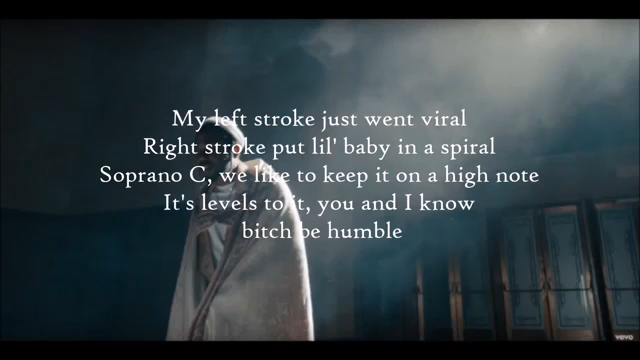 My left stroke just went viral
Right stroke put lil' baby in a spiral
Soprano C, we like to keep it on a high note
It's levels to it, you and I know
bitch be humble
vevo